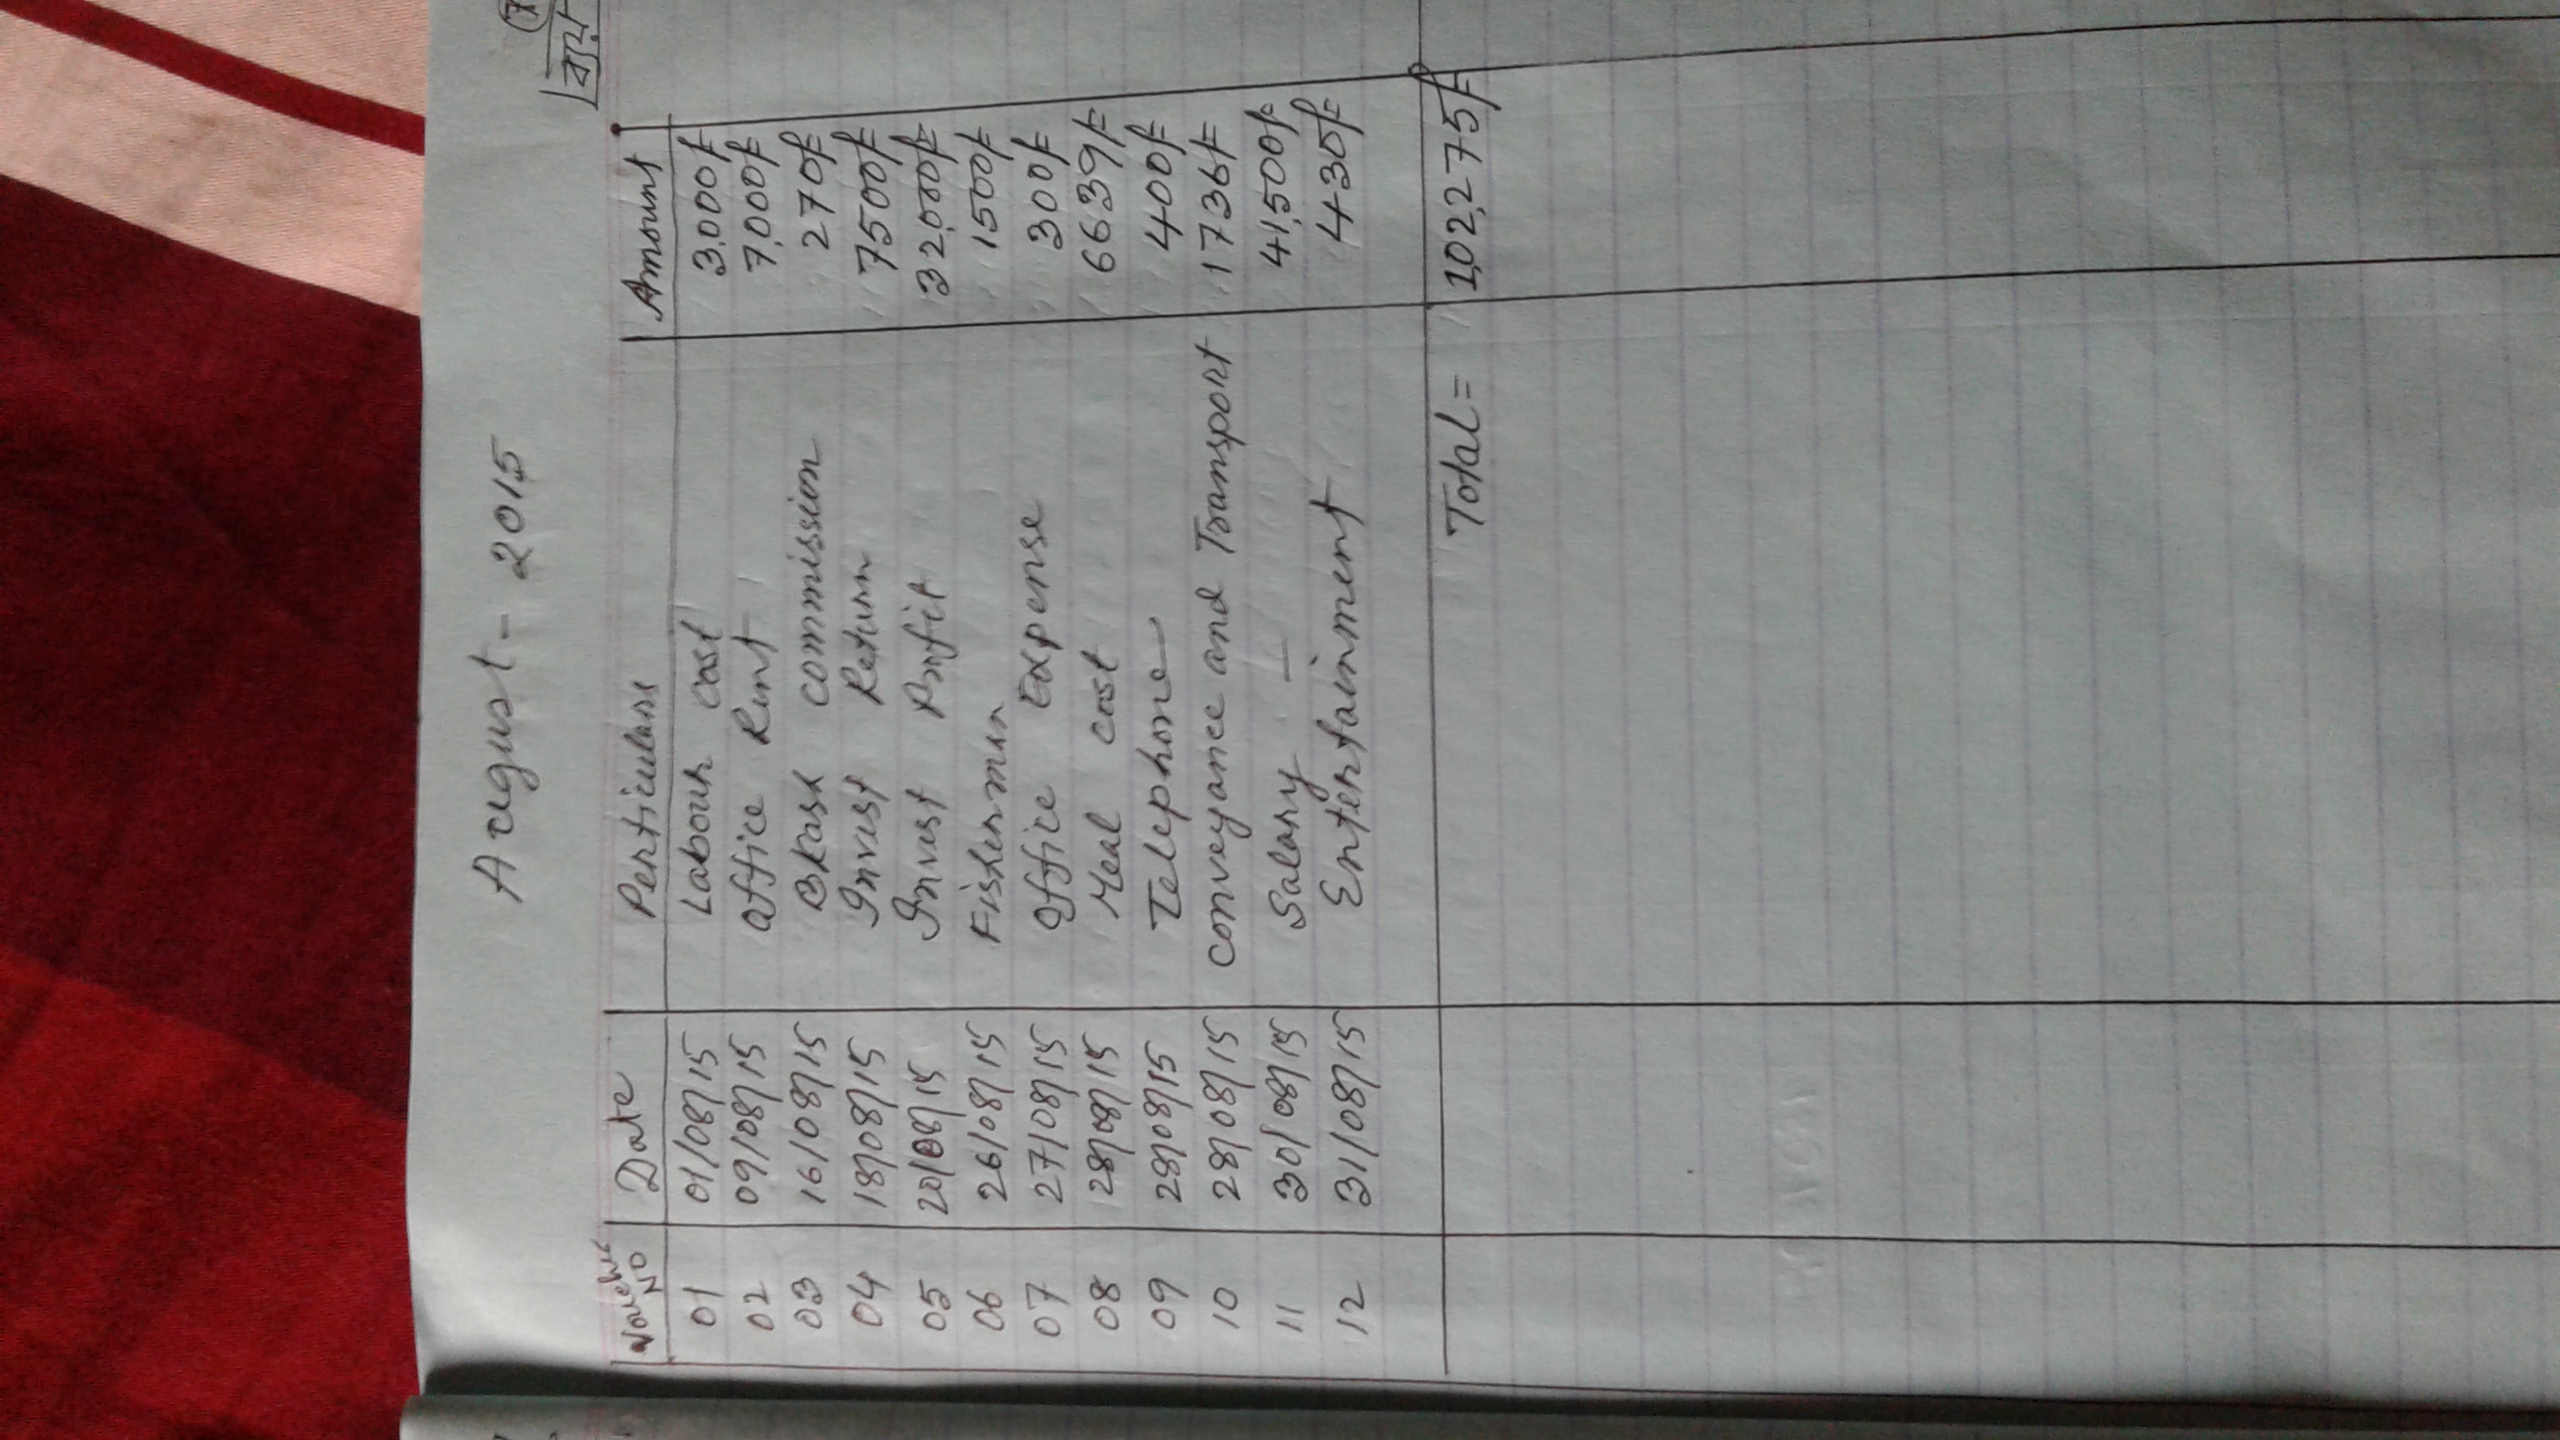 August - 2015
7
ব্যয়
Voucher NO Date Perticulars Amount
01 01/08/15 Labour cost 3,000/=
02 09/08/15 Office Rent 7,000/=
03 16/08/15 BKash commission 270/=
04 18/08/15 Invest Return 7500/=
05 20/08/15 Invest Profit 32,000/=
06 26/08/15 Fisherman 1500/=
07 27/08/15 Office Expense 300/=
08 28/08/15 Meal cost 6639/=
09 28/08/15 Telephone 400/=
10 28/08/15 Conveyance and Transport 1736/=
11 30/08/15 Salary — 41,500/=
12 31/08/15 Entertainment 430/=
Total = 1,02,275/=